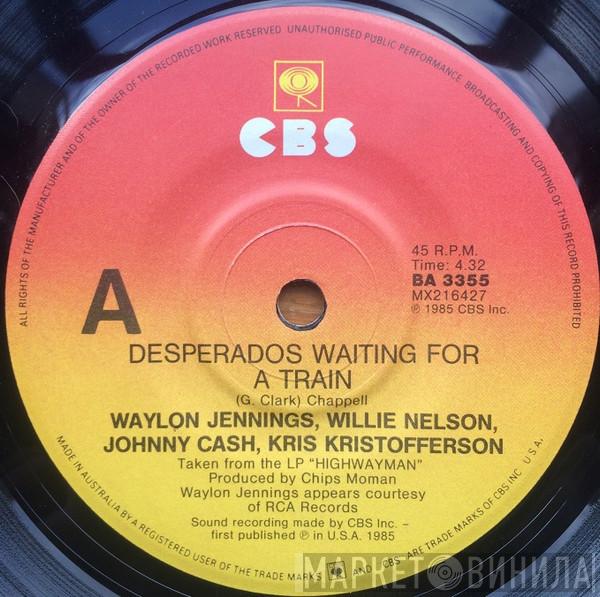 ALL RIGHTS OF THE MANUFACTURER AND OF THE OWNER OF THE RECORDED WORK RESERVED UNAUTHORISED PUBLIC PERFORMANCE BROADCASTING AND COPYING OF THIS RECORD PROHIBITED
CBS
45 R.P.M.
Time: 4.32
BA 3355
MX216427
℗ 1985 CBS Inc.
A
DESPERADOS WAITING FOR
A TRAIN
(G. Clark) Chappell
WAYLON JENNINGS, WILLIE NELSON,
JOHNNY CASH, KRIS KRISTOFFERSON
Taken from the LP "HIGHWAYMAN"
Produced by Chips Moman
Waylon Jennings appears courtesy
of RCA Records
Sound recording made by CBS Inc. –
first published ℗ in U.S.A. 1985
MADE IN AUSTRALIA BY A REGISTERED USER OF THE TRADE MARKS CBS AND ARE TRADE MARKS OF CBS INC U.S.A.
МАРКЕТ ВИНИЛА